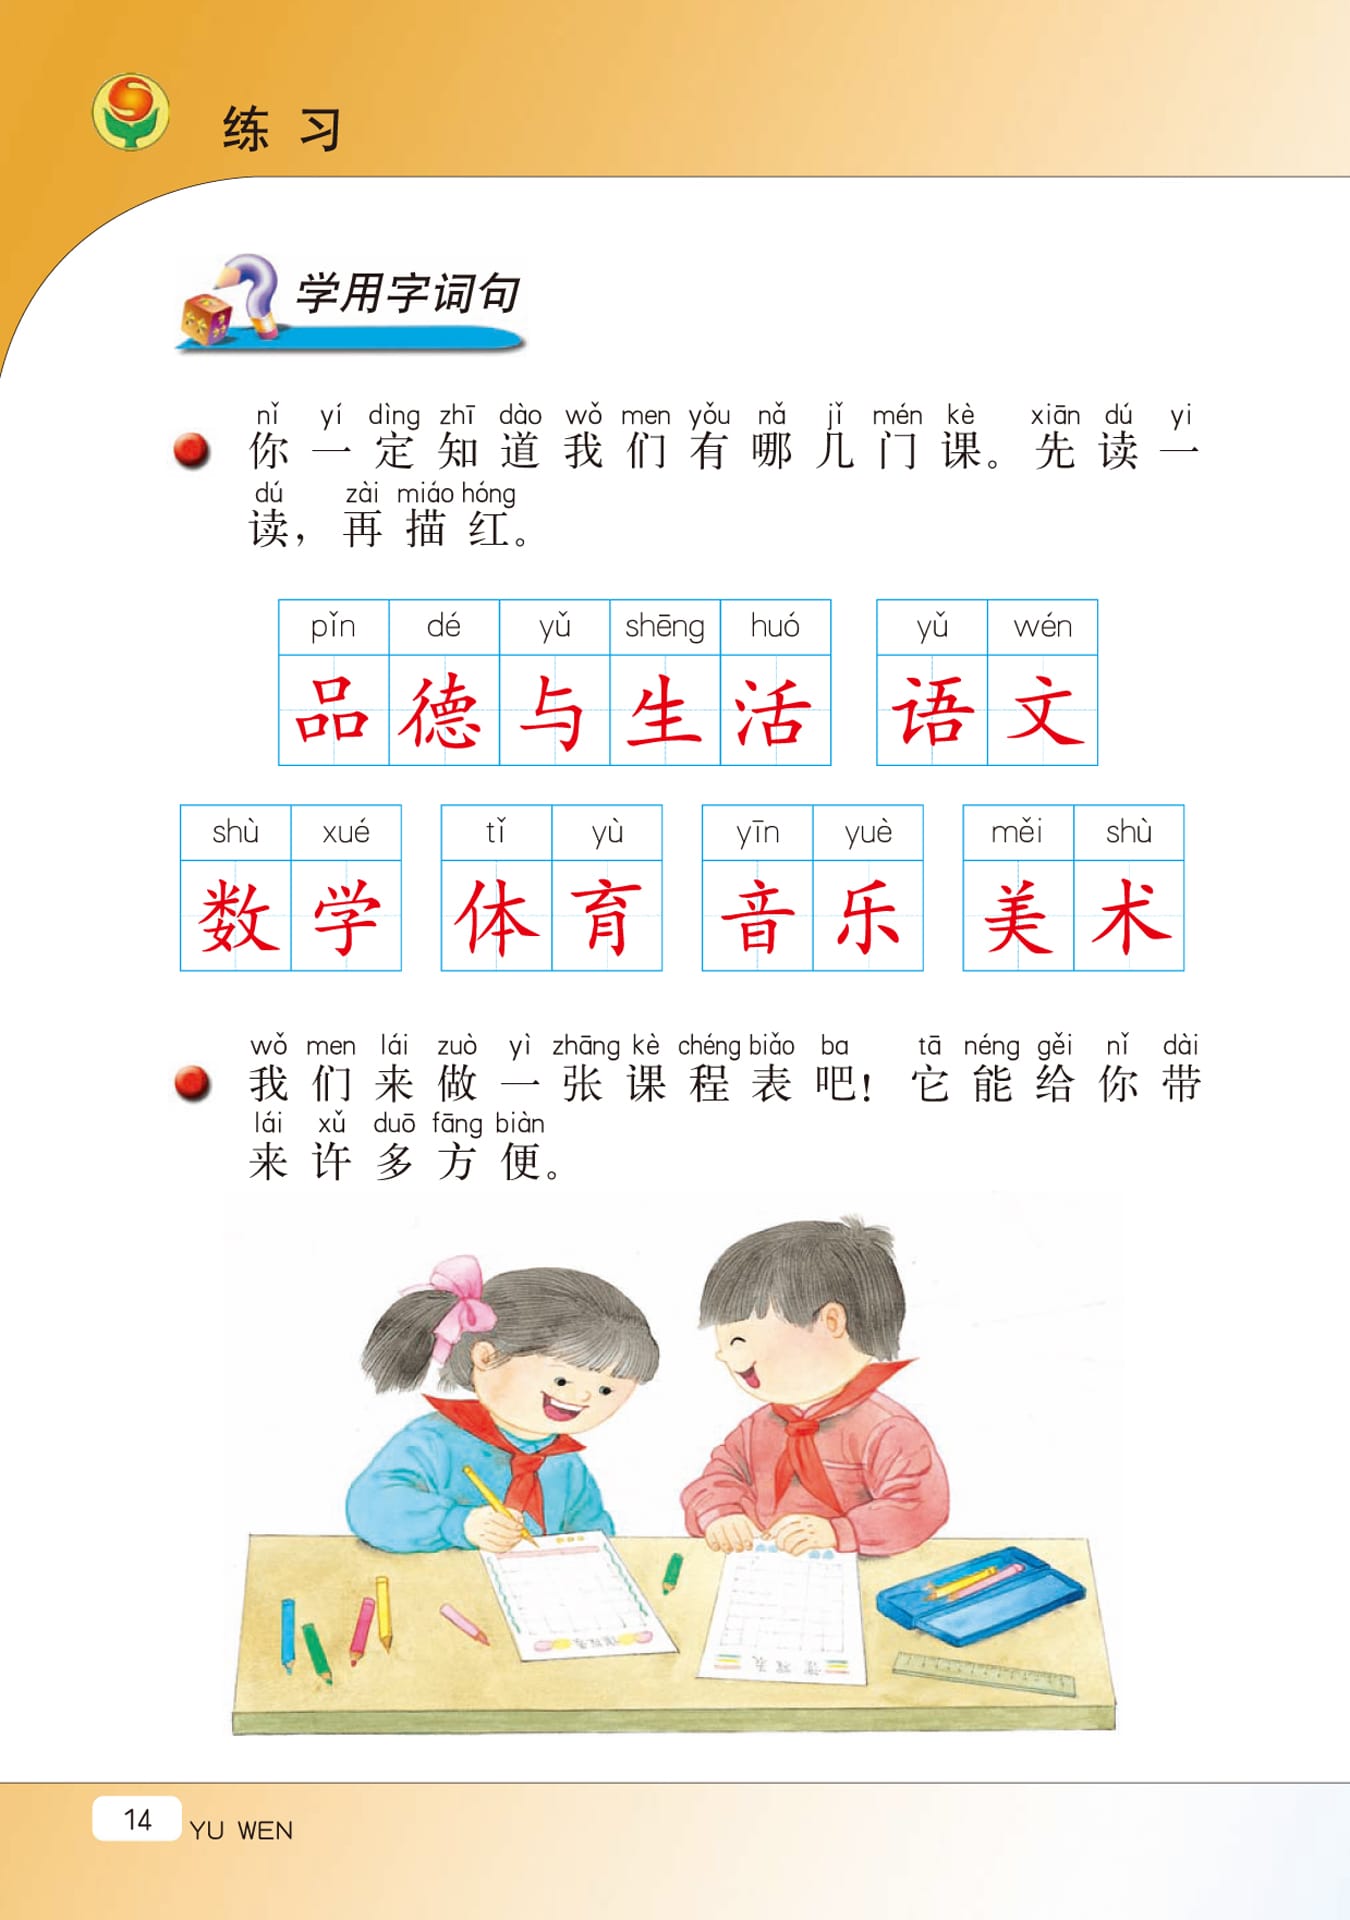 练习
学用字词句
nǐ yí dìng zhī dào wǒ men yǒu nǎ jǐ mén kè xiān dú yi
你一定知道我们有哪几门课。先读一
dú zài miáo hóng
读，再描红。
pǐn dé yǔ shēng huó yǔ wén
品德与生活 语文
shù xué tǐ yù yīn yuè měi shù
数学 体育 音乐 美术
wǒ men lái zuò yì zhāng kè chéng biǎo ba tā néng gěi nǐ dài
我们来做一张课程表吧！它能给你带
lái xǔ duō fāng biàn
来许多方便。
14 YU WEN